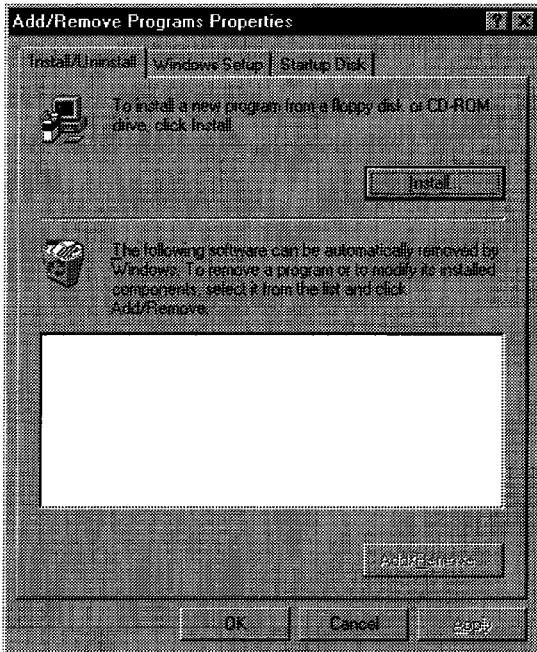 Add/Remove Programs Properties
Install/Uninstall Windows Setup Startup Disk
To install a new program from a floppy disk or CD-ROM
drive, click Install.
Install...
The following software can be automatically removed by
Windows. To remove a program or to modify its installed
components, select it from the list and click
Add/Remove.
Add/Remove...
OK Cancel Apply